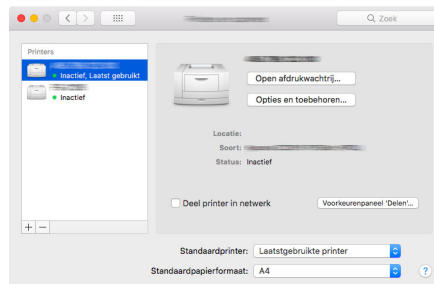 Zoek
Printers
Inactief, Laatst gebruikt
Inactief
Open afdrukwachtrij...
Opties en toebehoren...
Locatie:
Soort:
Status: Inactief
Deel printer in netwerk
Voorkeurenpaneel 'Delen'...
+ −
Standaardprinter: Laatstgebruikte printer
Standaardpapierformaat: A4
?